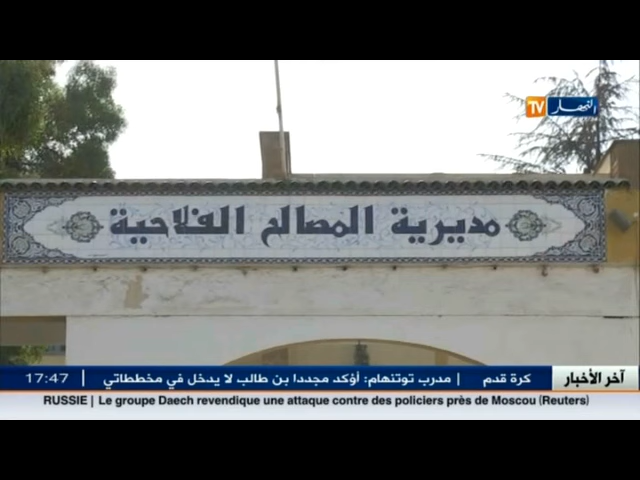 النهار TV
مديرية المصالح الفلاحية
آخر الأخبار
كرة قدم | مدرب توتنهام: أؤكد مجددا بن طالب لا يدخل في مخططاتي
17:47
RUSSIE | Le groupe Daech revendique une attaque contre des policiers près de Moscou (Reuters)